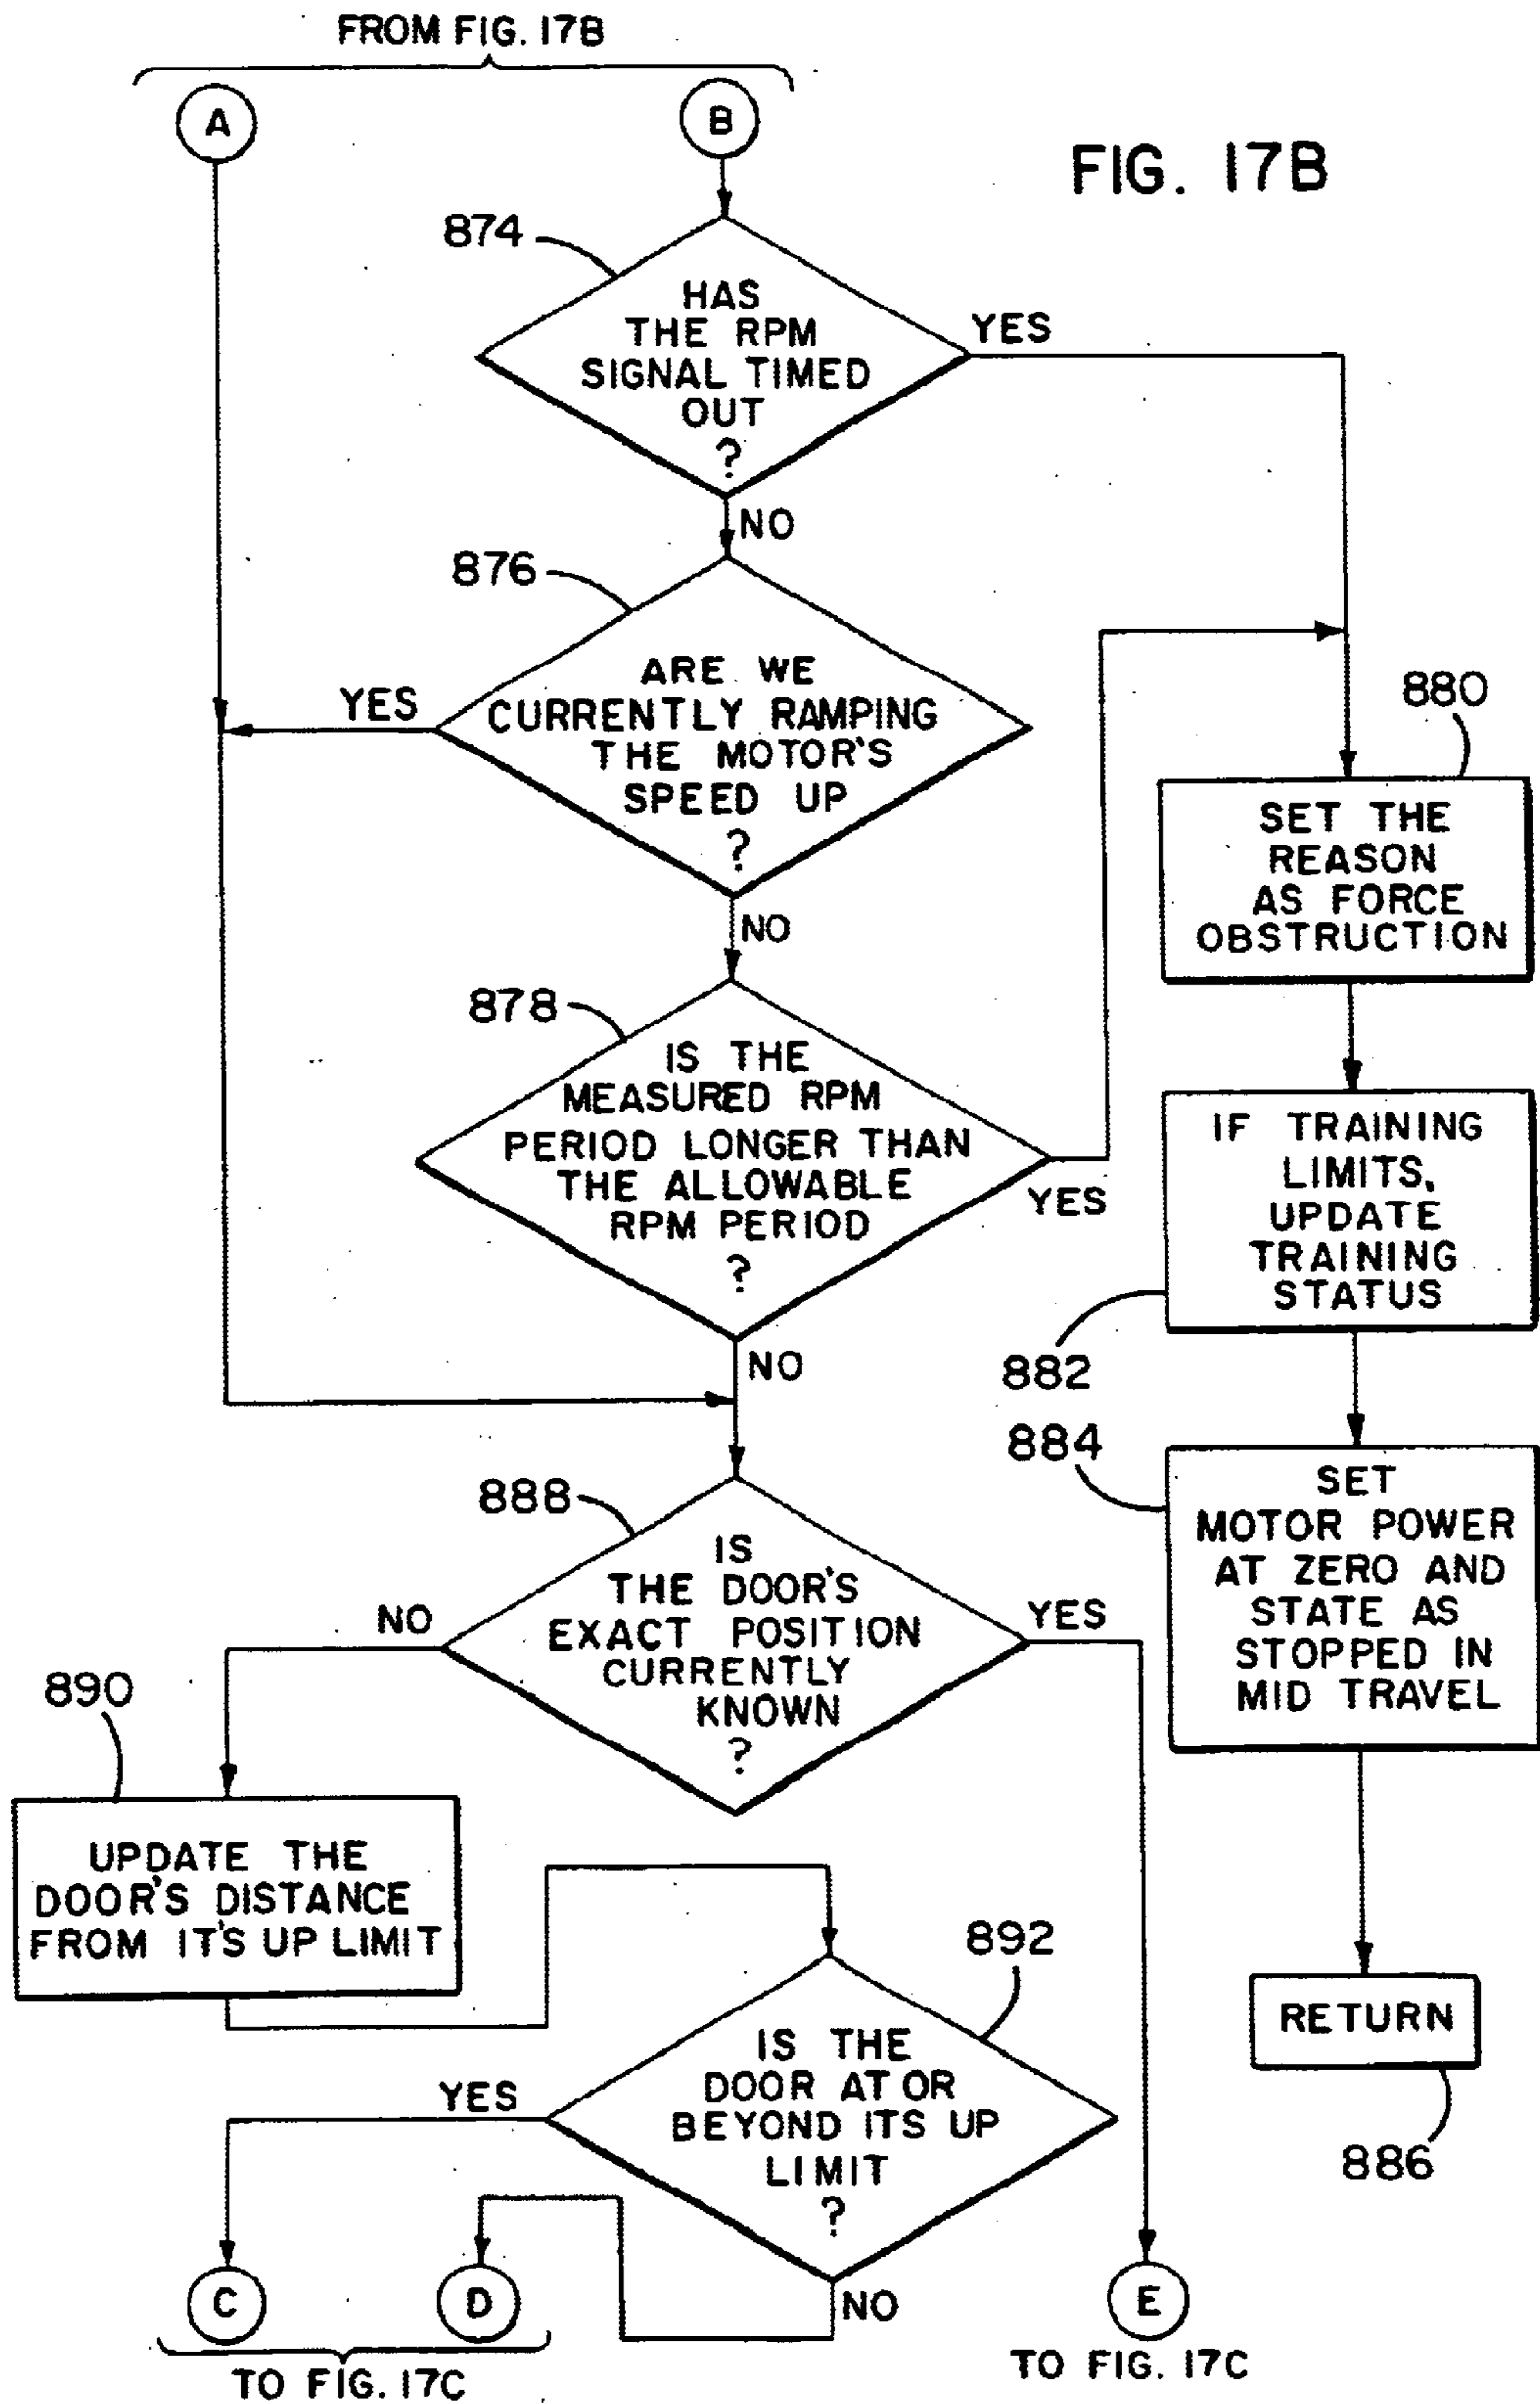 FROM FIG. 17B
A
B
FIG. 17B
874
HAS
THE RPM
SIGNAL TIMED
OUT
?
YES
NO
876
ARE WE
CURRENTLY RAMPING
THE MOTOR'S
SPEED UP
?
YES
NO
878
IS THE
MEASURED RPM
PERIOD LONGER THAN
THE ALLOWABLE
RPM PERIOD
?
YES
NO
880
SET THE
REASON
AS FORCE
OBSTRUCTION
IF TRAINING
LIMITS,
UPDATE
TRAINING
STATUS
882
884
SET
MOTOR POWER
AT ZERO AND
STATE AS
STOPPED IN
MID TRAVEL
RETURN
886
888
IS
THE DOOR'S
EXACT POSITION
CURRENTLY
KNOWN
?
NO
YES
890
UPDATE THE
DOOR'S DISTANCE
FROM IT'S UP LIMIT
892
IS THE
DOOR AT OR
BEYOND ITS UP
LIMIT
?
YES
NO
C
D
E
TO FIG. 17C
TO FIG. 17C